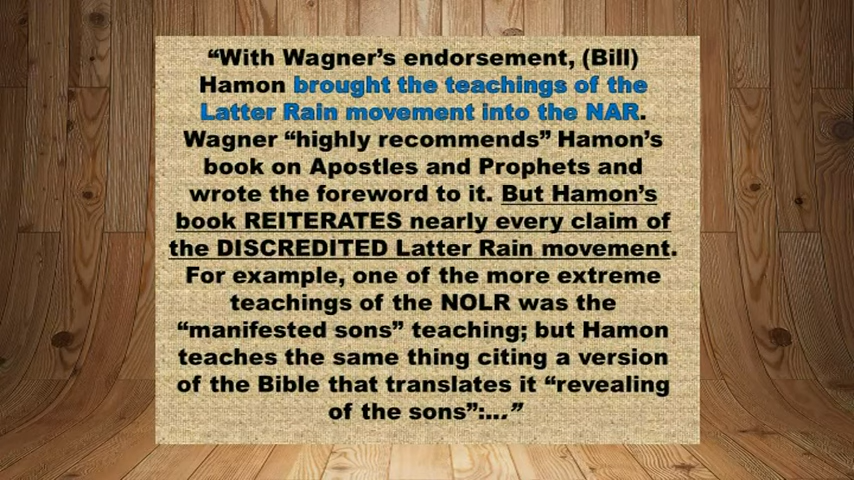 “With Wagner’s endorsement, (Bill)
Hamon brought the teachings of the
Latter Rain movement into the NAR.
Wagner “highly recommends” Hamon’s
book on Apostles and Prophets and
wrote the foreword to it. But Hamon’s
book REITERATES nearly every claim of
the DISCREDITED Latter Rain movement.
For example, one of the more extreme
teachings of the NOLR was the
“manifested sons” teaching; but Hamon
teaches the same thing citing a version
of the Bible that translates it “revealing
of the sons”:...”